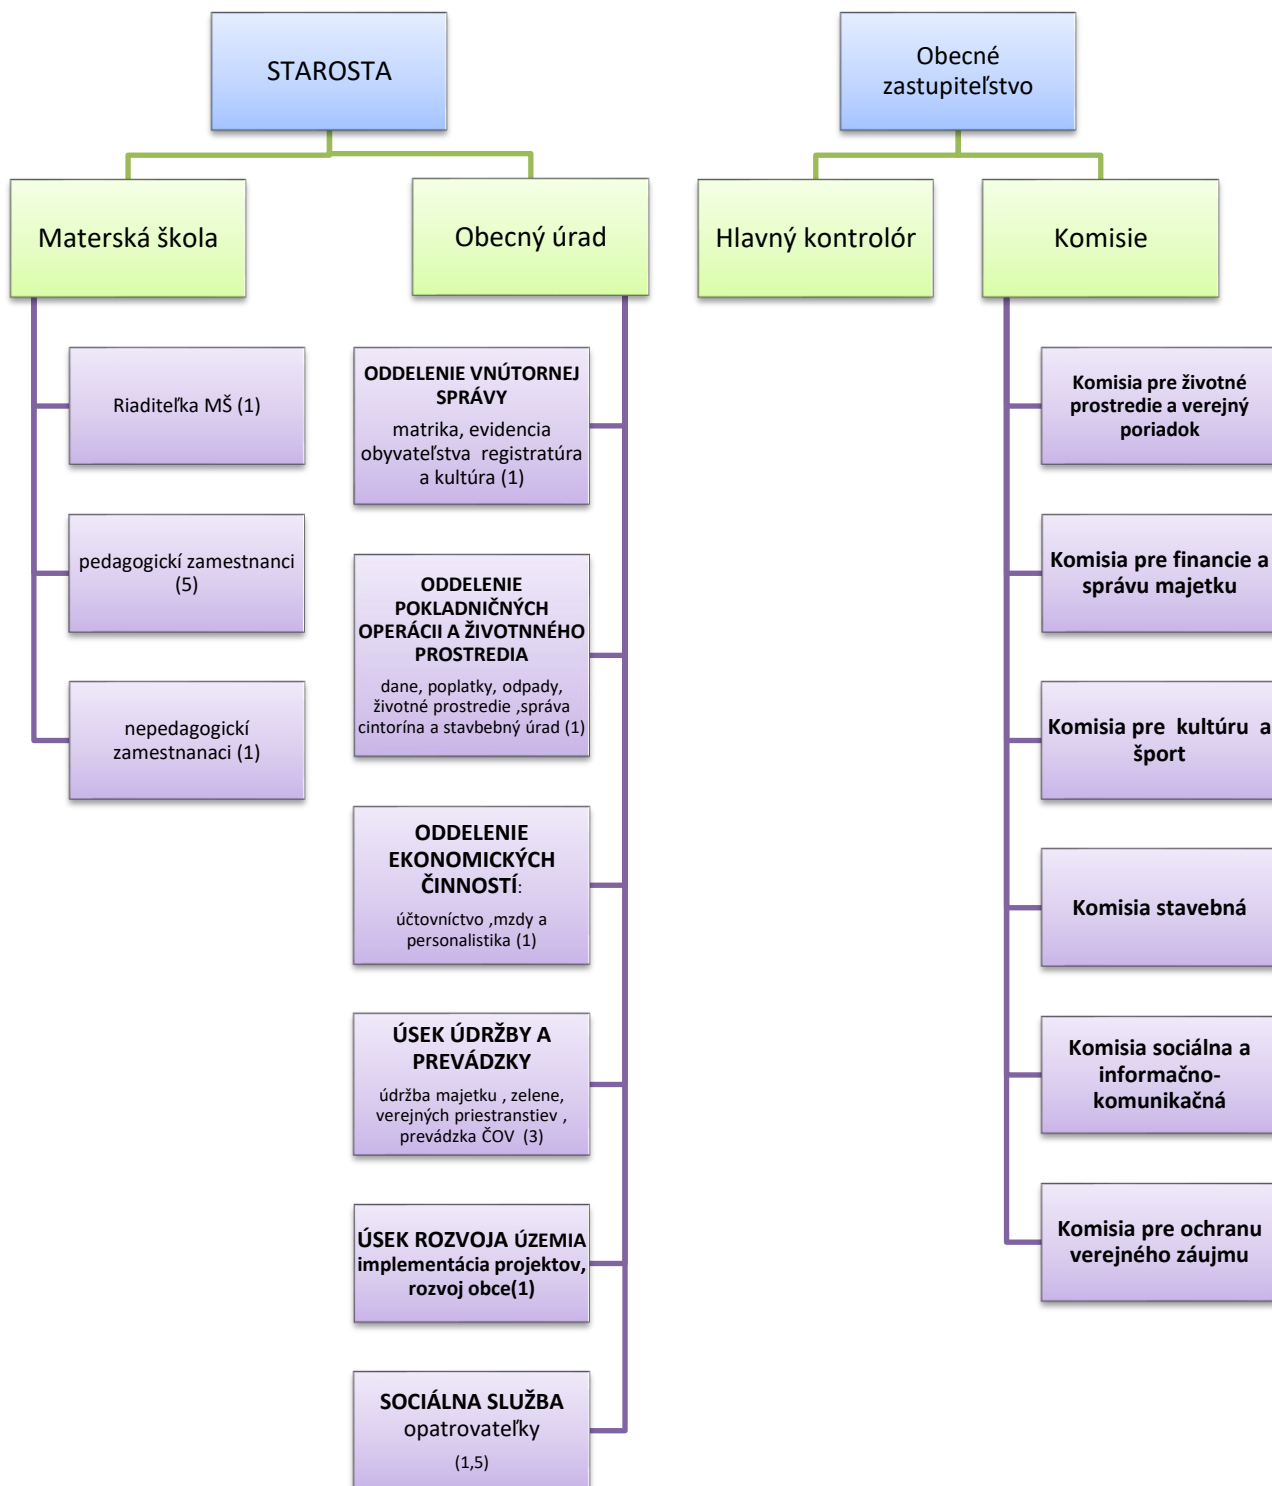 STAROSTA
Obecné
zastupiteľstvo
Materská škola
Obecný úrad
Hlavný kontrolór
Komisie
Riaditeľka MŠ (1)
pedagogickí zamestnanci
(5)
nepedagogickí
zamestnanaci (1)
ODDELENIE VNÚTORNEJ
SPRÁVY
matrika, evidencia
obyvateľstva  registratúra
a kultúra (1)
ODDELENIE
POKLADNIČNÝCH
OPERÁCII A ŽIVOTNNÉHO
PROSTREDIA
dane, poplatky, odpady,
životné prostredie ,správa
cintorína a stavbebný úrad (1)
ODDELENIE
EKONOMICKÝCH
ČINNOSTÍ:
účtovníctvo ,mzdy a
personalistika (1)
ÚSEK ÚDRŽBY A
PREVÁDZKY
údržba majetku , zelene,
verejných priestranstiev ,
prevádzka ČOV  (3)
ÚSEK ROZVOJA ÚZEMIA
implementácia projektov,
rozvoj obce(1)
SOCIÁLNA SLUŽBA
opatrovateľky
(1,5)
Komisia pre životné
prostredie a verejný
poriadok
Komisia pre financie a
správu majetku
Komisia pre  kultúru  a
šport
Komisia stavebná
Komisia sociálna a
informačno-
komunikačná
Komisia pre ochranu
verejného záujmu